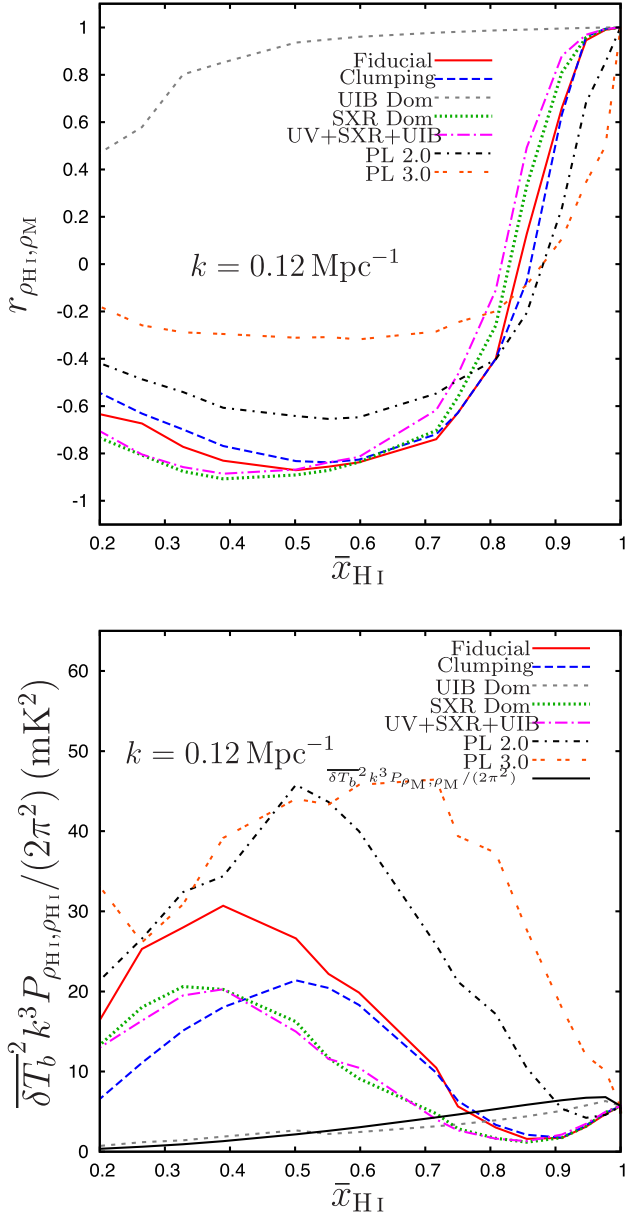 1
0.8
0.6
0.4
0.2
0
-0.2
-0.4
-0.6
-0.8
-1
r_{ρ_{H I},ρ_M}
Fiducial
Clumping
UIB Dom
SXR Dom
UV+SXR+UIB
PL 2.0
PL 3.0
k = 0.12 Mpc^{−1}
0.2 0.3 0.4 0.5 0.6 0.7 0.8 0.9 1
x̄_{H I}
60
50
40
30
20
10
0
\overline{δT_b}^2 k^3 P_{ρ_{H I},ρ_{H I}}/(2π^2) (mK^2)
Fiducial
Clumping
UIB Dom
SXR Dom
UV+SXR+UIB
PL 2.0
PL 3.0
\overline{δT_b}^2 k^3 P_{ρ_M,ρ_M}/(2π^2)
k = 0.12 Mpc^{−1}
0.2 0.3 0.4 0.5 0.6 0.7 0.8 0.9 1
x̄_{H I}